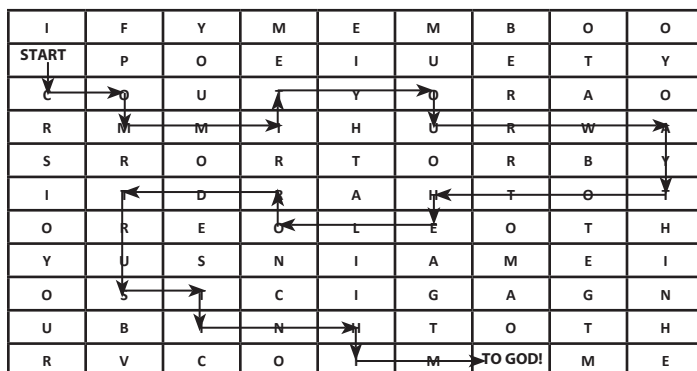 I F Y M E M B O O
START P O E I U E T Y
C O U T Y O R A O
R M M I H U R W A
S R O R T O R B Y
I T D R A H T O T
O R E O L E O T H
Y U S N I A M E I
O S T C I G A G N
U B I N H T O T H
R V C O I M TO GOD! M E